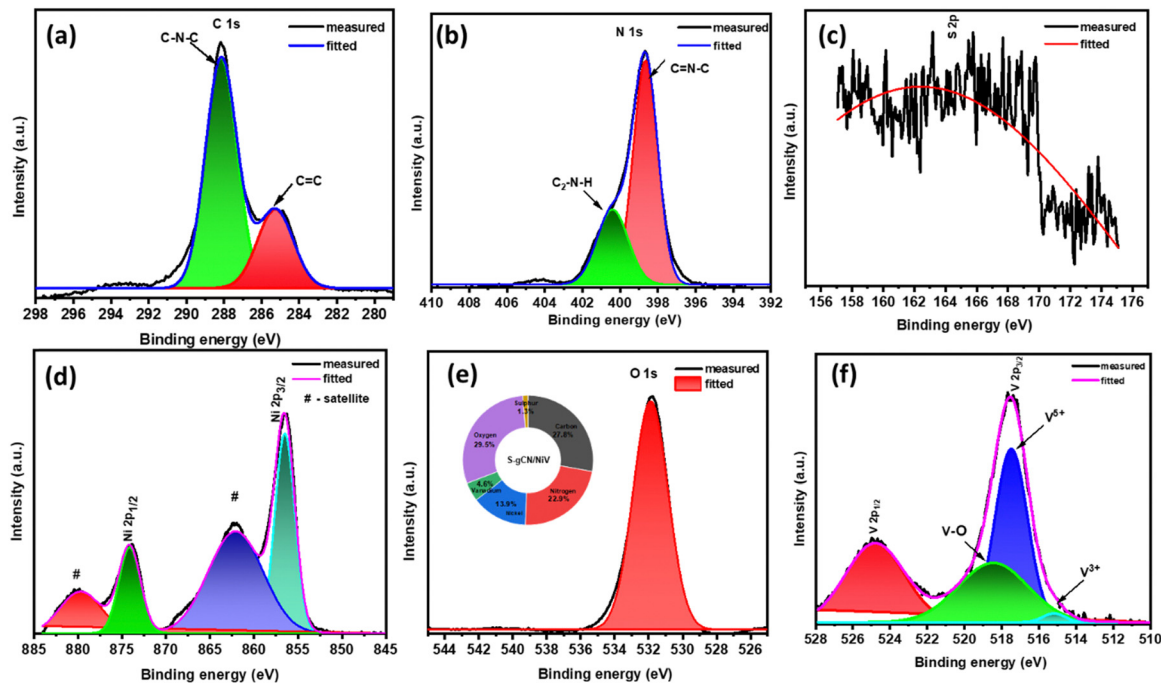 (a)
C 1s
C-N-C
C=C
measured
fitted
Intensity (a.u.)
298 296 294 292 290 288 286 284 282 280
Binding energy (eV)
(b)
N 1s
C=N-C
C₂-N-H
measured
fitted
Intensity (a.u.)
410 408 406 404 402 400 398 396 394 392
Binding energy (eV)
(c)
S 2p
measured
fitted
Intensity (a.u.)
156 158 160 162 164 166 168 170 172 174 176
Binding energy (eV)
(d)
measured
fitted
# - satellite
#
Ni 2p1/2
#
Ni 2p3/2
Intensity (a.u.)
885 880 875 870 865 860 855 850 845
Binding energy (eV)
(e)
O 1s
measured
fitted
Sulphur
1.3%
Carbon
27.8%
Oxygen
29.5%
S-gCN/NiV
4.6%
Vanadium
13.9%
Nickel
Nitrogen
22.9%
Intensity (a.u.)
544 542 540 538 536 534 532 530 528 526
Binding energy (eV)
(f)
measured
fitted
V 2p3/2
V⁵⁺
V 2p1/2
V-O
V³⁺
Intensity (a.u.)
528 526 524 522 520 518 516 514 512 510
Binding energy (eV)